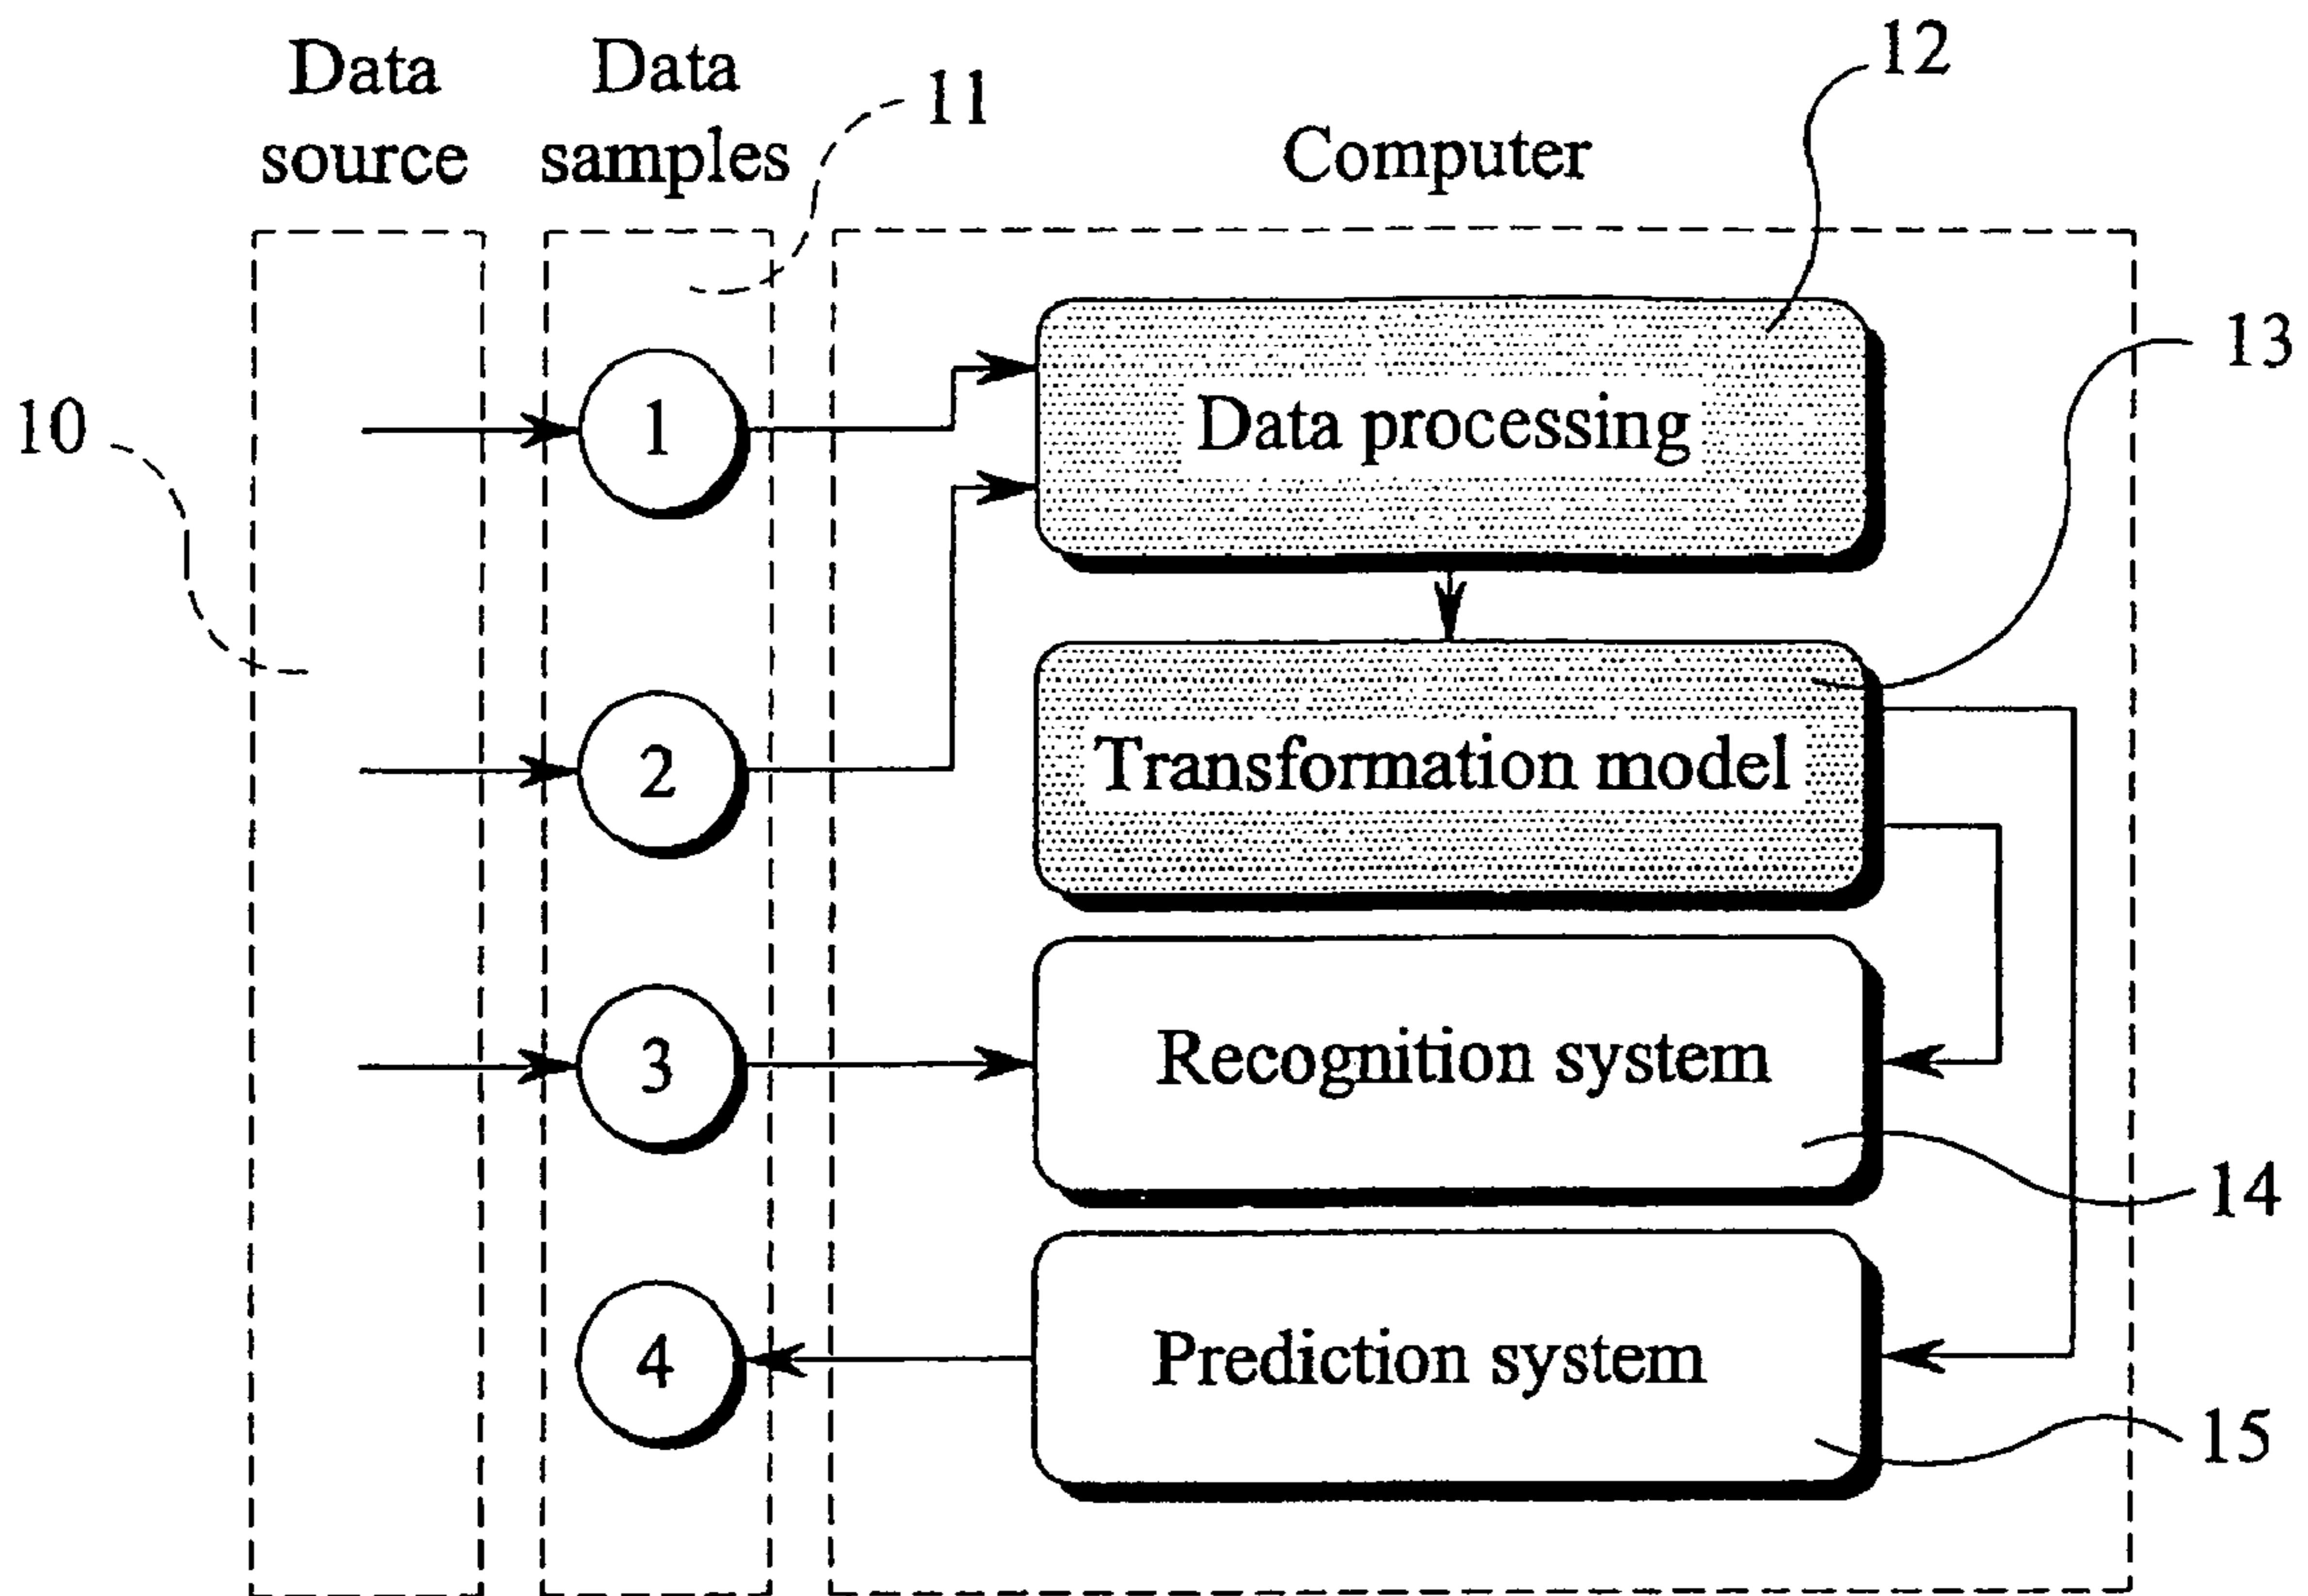 Data
source
Data
samples
11
Computer
12
10
13
1
Data processing
2
Transformation model
3
Recognition system
14
4
Prediction system
15